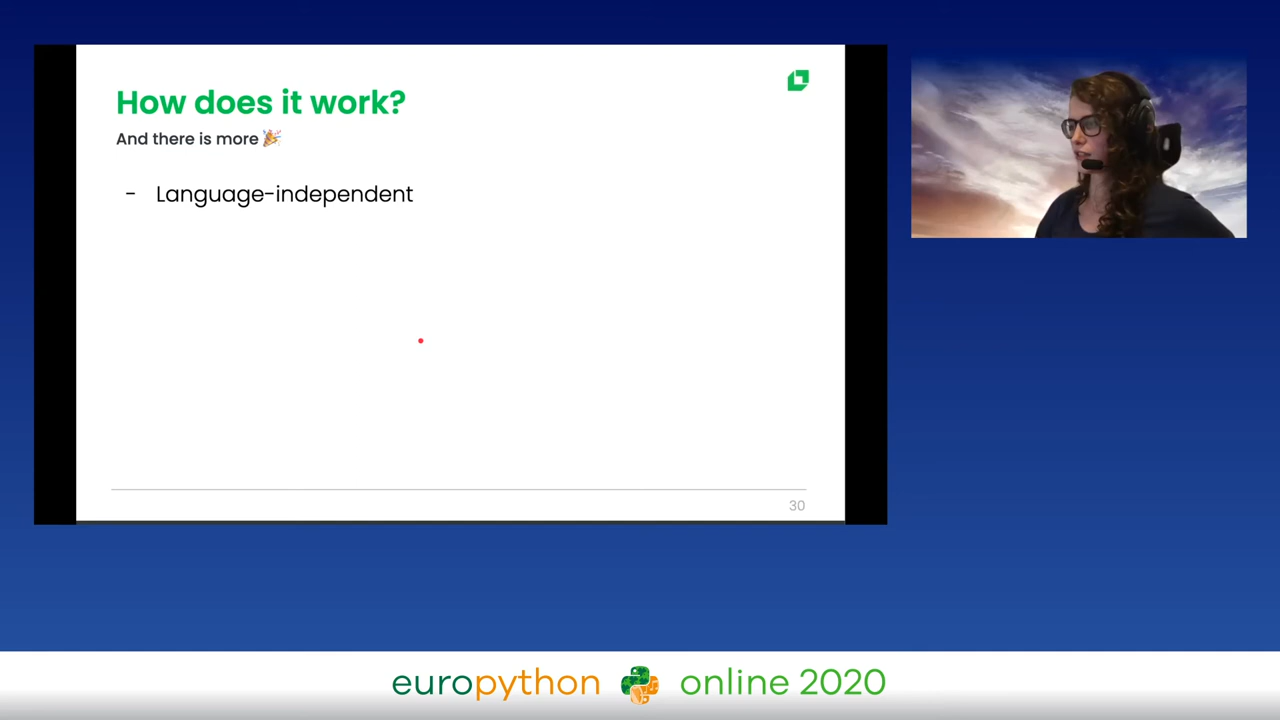 How does it work?
And there is more 🎉
- Language-independent
30
europython online 2020